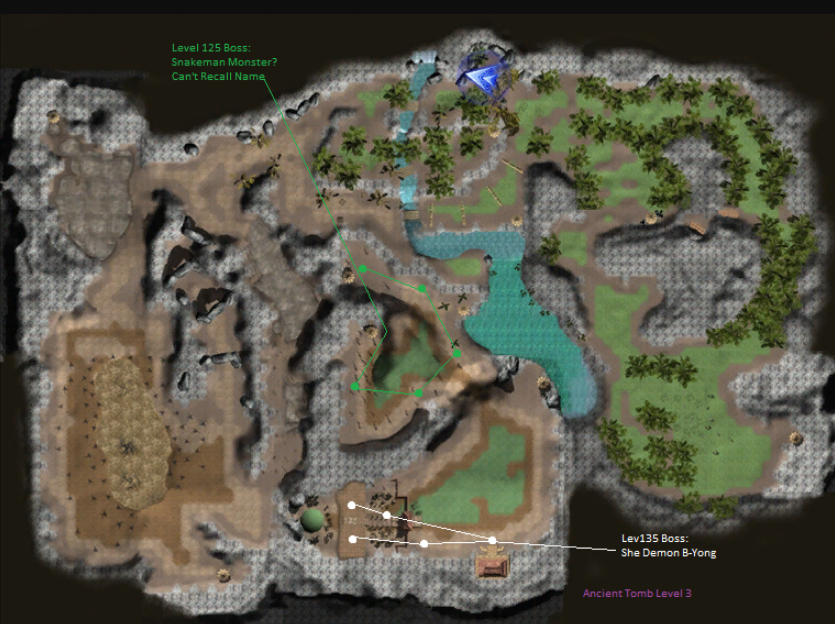 Level 125 Boss:
Snakeman Monster?
Can't Recall Name
Lev135 Boss:
She Demon B-Yong
Ancient Tomb Level 3